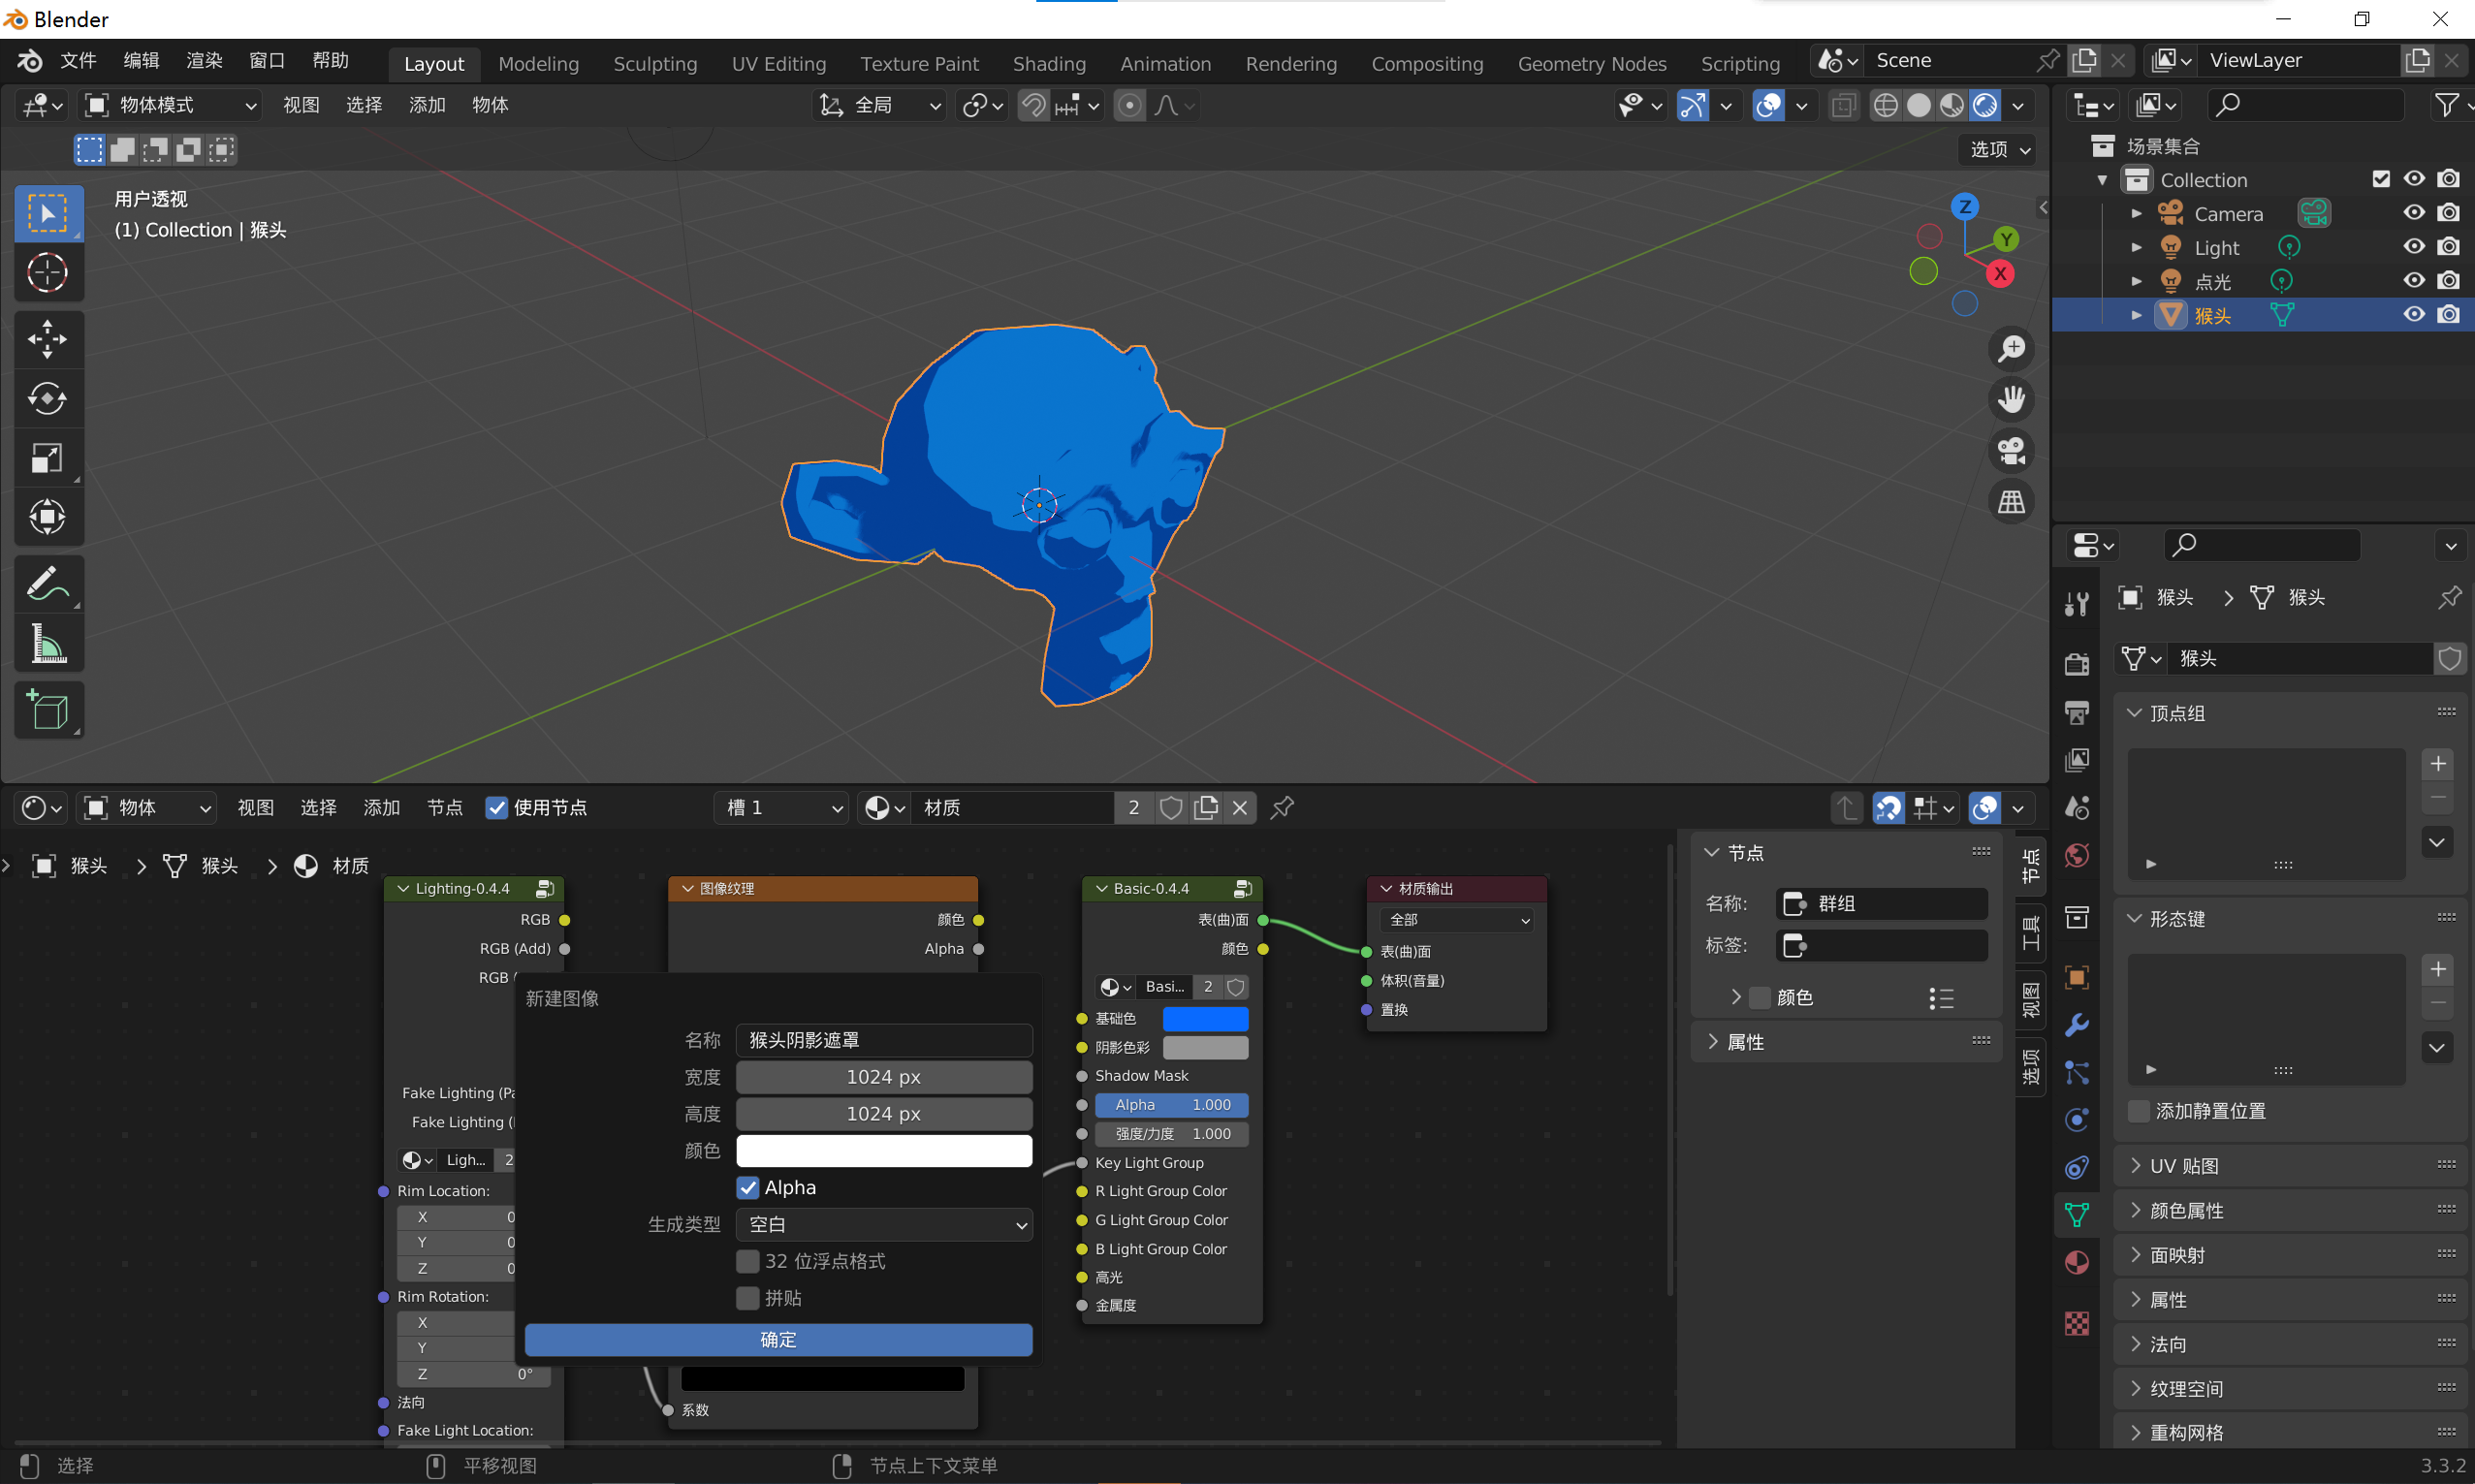 Blender
文件 编辑 渲染 窗口 帮助 Layout Modeling Sculpting UV Editing Texture Paint Shading Animation Rendering Compositing Geometry Nodes Scripting Scene ViewLayer
物体模式 视图 选择 添加 物体 全局
选项
用户透视
(1) Collection | 猴头
Z
Y
X
场景集合
Collection
Camera
Light
点光
猴头
猴头 猴头
猴头
顶点组
形态键
添加静置位置
UV 贴图
颜色属性
面映射
属性
法向
纹理空间
重构网格
物体 视图 选择 添加 节点 使用节点 槽 1 材质 2
猴头 猴头 材质
Lighting-0.4.4
RGB
RGB (Add)
RGB (
Fake Lighting (Pa
Fake Lighting (
Ligh... 2
Rim Location:
X 0
Y 0
Z 0
Rim Rotation:
X
Y
Z 0°
法向
Fake Light Location:
图像纹理
颜色
Alpha
新建图像
名称 猴头阴影遮罩
宽度 1024 px
高度 1024 px
颜色
Alpha
生成类型 空白
32 位浮点格式
拼贴
确定
系数
Basic-0.4.4
表(曲)面
颜色
Basi... 2
基础色
阴影色彩
Shadow Mask
Alpha 1.000
强度/力度 1.000
Key Light Group
R Light Group Color
G Light Group Color
B Light Group Color
高光
金属度
材质输出
全部
表(曲)面
体积(音量)
置换
节点
名称: 群组
标签:
颜色
属性
节点
工具
视图
选项
选择 平移视图 节点上下文菜单 3.3.2